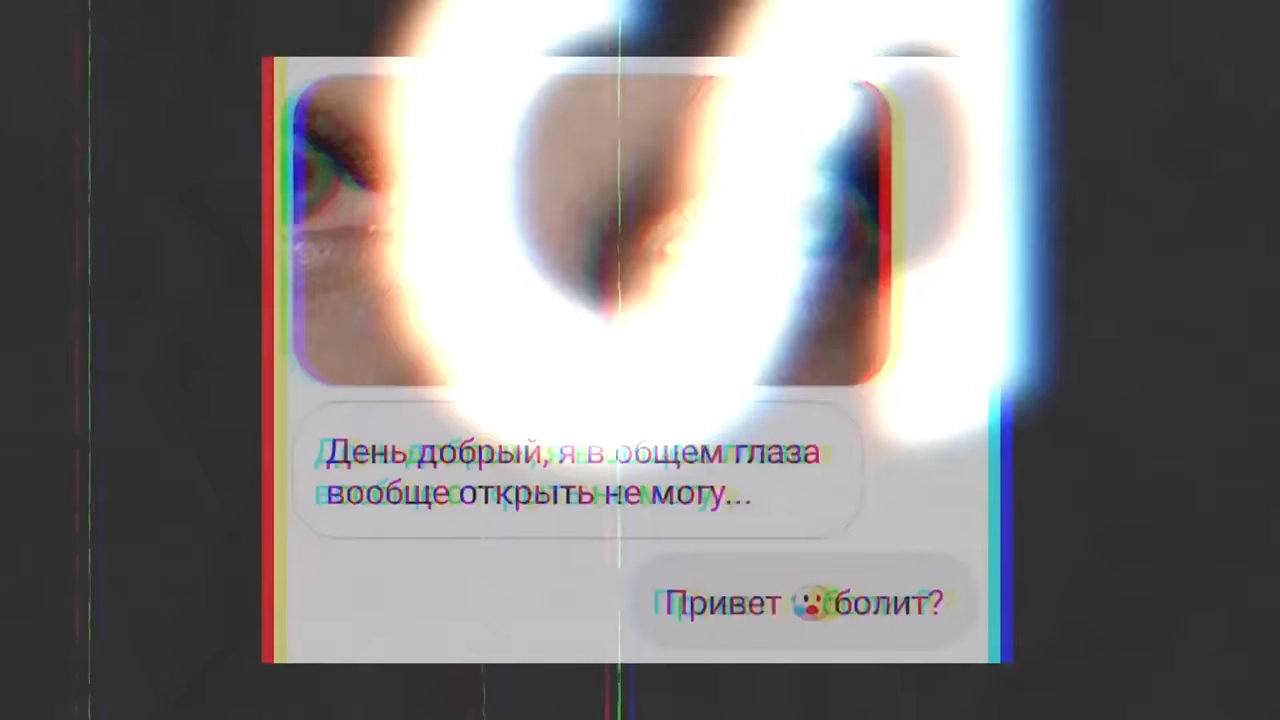 День добрый, я в общем глаза
вообще открыть не могу...
Привет 😮болит?